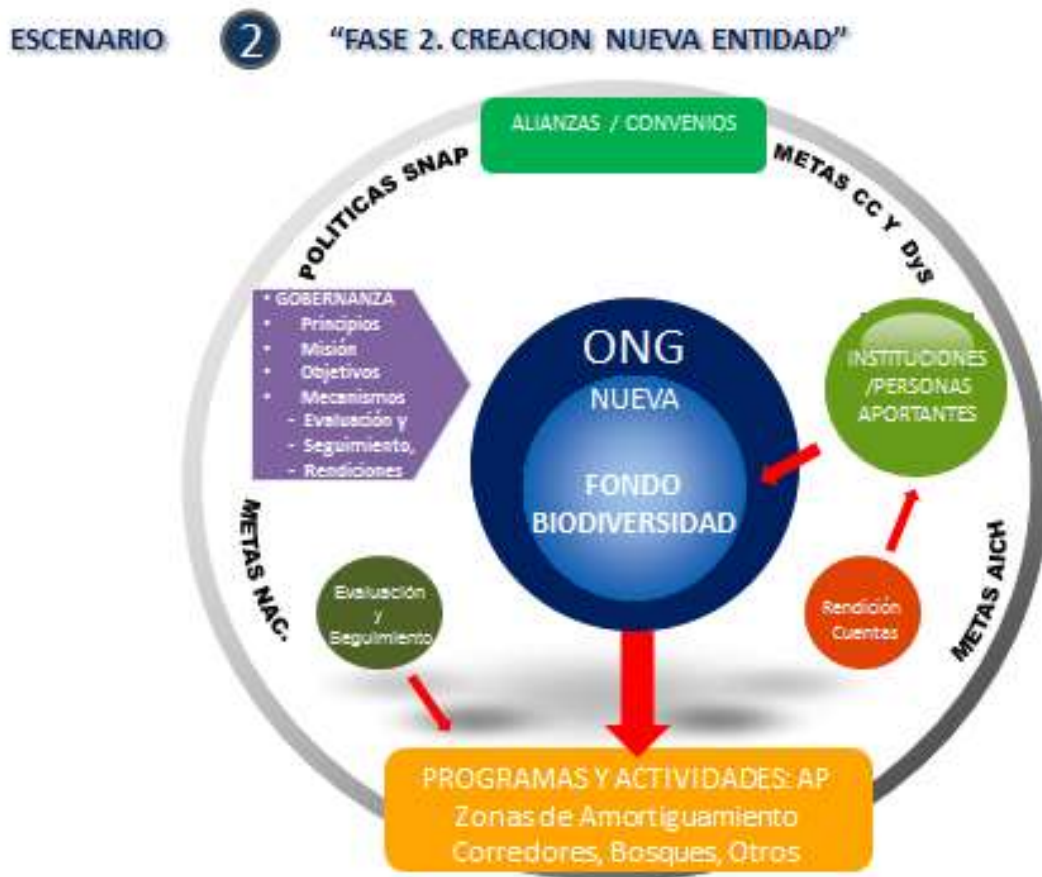 ESCENARIO 2 "FASE 2. CREACION NUEVA ENTIDAD"
ALIANZAS / CONVENIOS
POLITICAS SNAP
METAS CC Y DyS
• GOBERNANZA
• Principios
• Misión
• Objetivos
• Mecanismos
- Evaluación y
- Seguimiento,
- Rendiciones
ONG
NUEVA
FONDO
BIODIVERSIDAD
INSTITUCIONES
/PERSONAS
APORTANTES
METAS NAC.
Evaluación
y
Seguimiento
Rendición
Cuentas
METAS AICH
PROGRAMAS Y ACTIVIDADES: AP
Zonas de Amortiguamiento
Corredores, Bosques, Otros